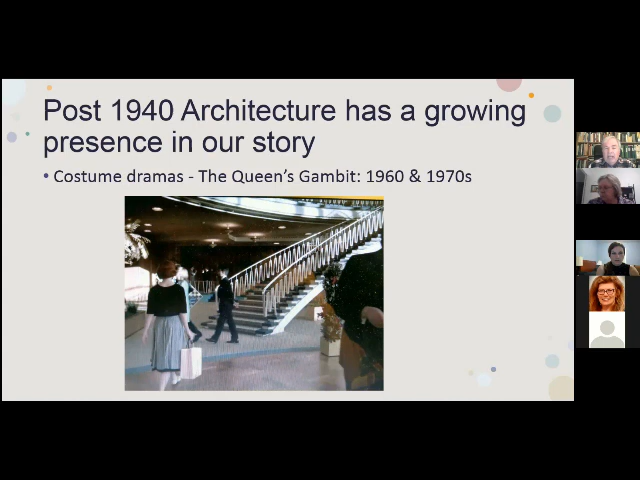 Post 1940 Architecture has a growing
presence in our story
• Costume dramas - The Queen's Gambit: 1960 & 1970s